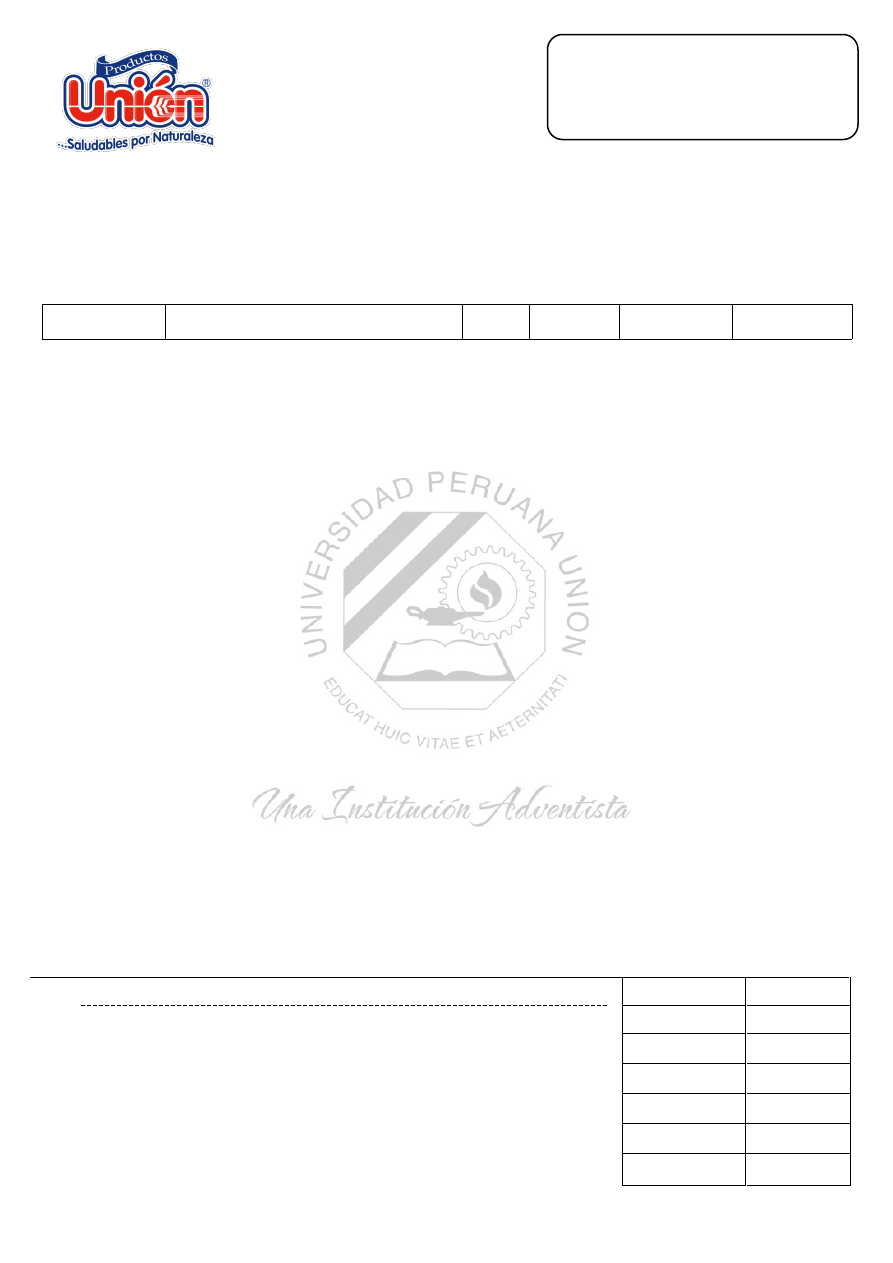 Productos
Unión®
...Saludables por Naturaleza
UNIVERSIDAD PERUANA UNION
EDUCAT HUIC VITAE ET AETERNITATI
Una Institución Adventista